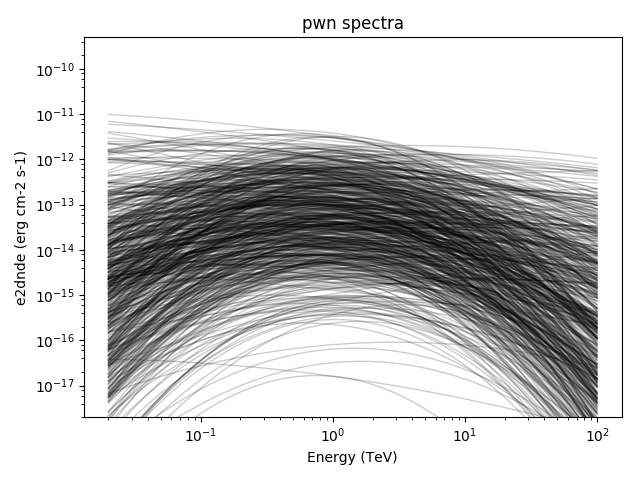 pwn spectra
e2dnde (erg cm-2 s-1)
10⁻¹⁰
10⁻¹¹
10⁻¹²
10⁻¹³
10⁻¹⁴
10⁻¹⁵
10⁻¹⁶
10⁻¹⁷
10⁻¹ 10⁰ 10¹ 10²
Energy (TeV)